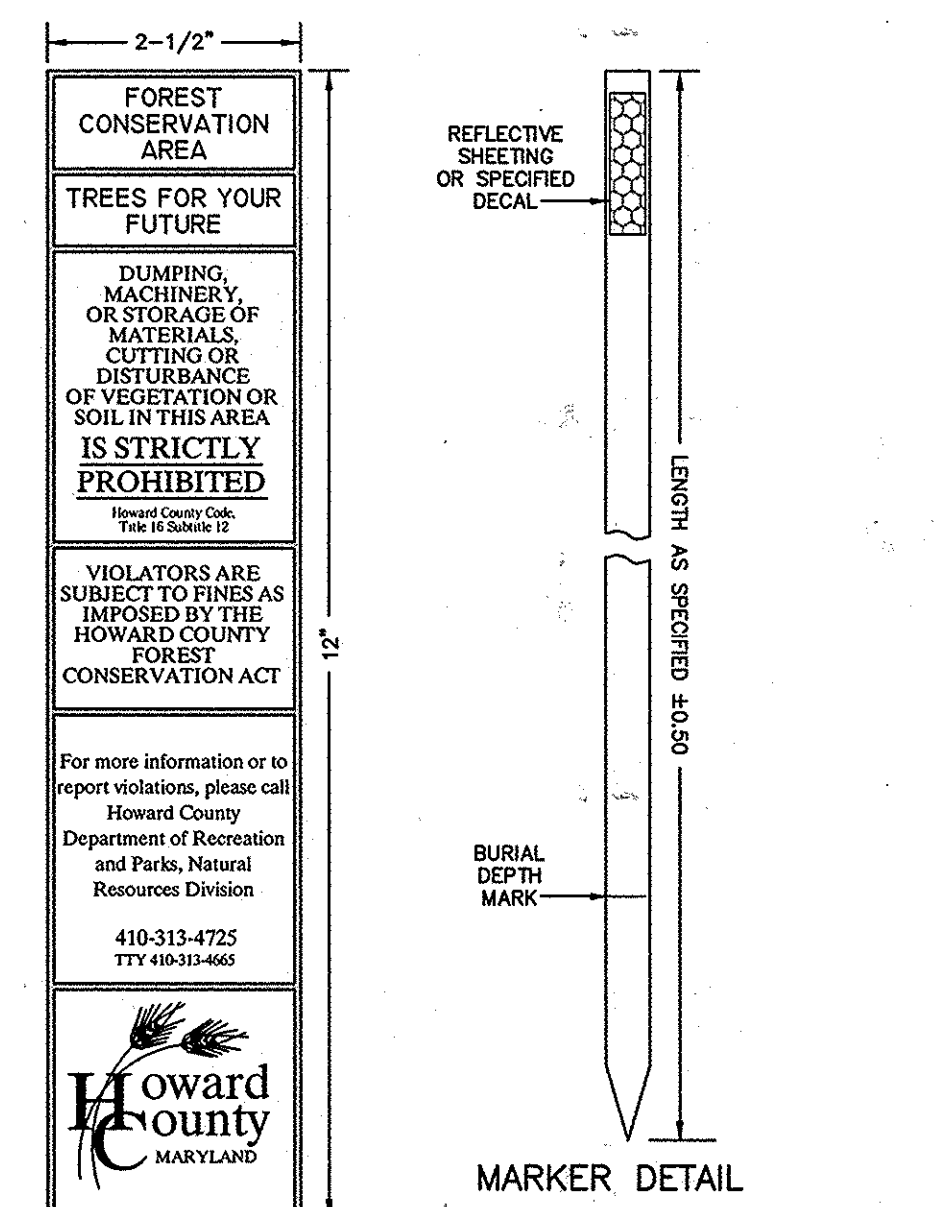 2-1/2"
FOREST
CONSERVATION
AREA
TREES FOR YOUR
FUTURE
DUMPING,
MACHINERY,
OR STORAGE OF
MATERIALS,
CUTTING OR
DISTURBANCE
OF VEGETATION OR
SOIL IN THIS AREA
IS STRICTLY
PROHIBITED
Howard County Code,
Title 16 Subtitle 12
VIOLATORS ARE
SUBJECT TO FINES AS
IMPOSED BY THE
HOWARD COUNTY
FOREST
CONSERVATION ACT
For more information or to
report violations, please call
Howard County
Department of Recreation
and Parks, Natural
Resources Division
410-313-4725
TTY 410-313-4665
Howard
County
MARYLAND
12"
REFLECTIVE
SHEETING
OR SPECIFIED
DECAL
LENGTH AS SPECIFIED ±0.50
BURIAL
DEPTH
MARK
MARKER DETAIL